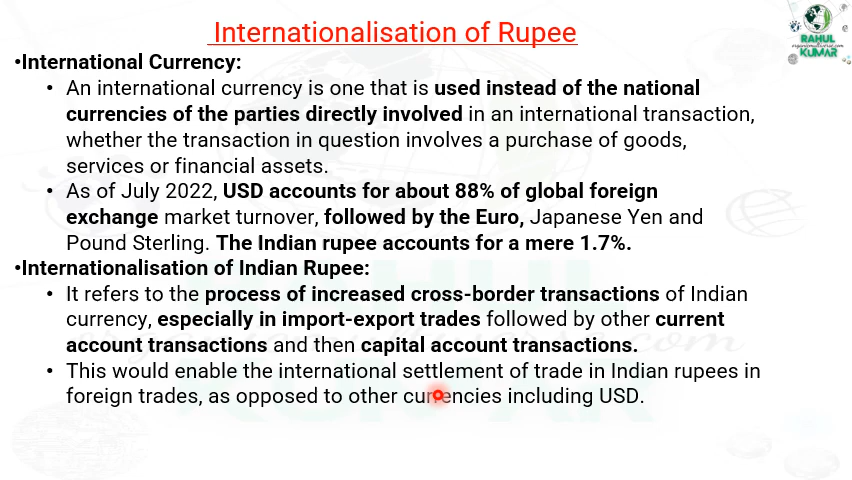 Internationalisation of Rupee
RAHUL
KUMAR
•International Currency:
• An international currency is one that is used instead of the national
currencies of the parties directly involved in an international transaction,
whether the transaction in question involves a purchase of goods,
services or financial assets.
• As of July 2022, USD accounts for about 88% of global foreign
exchange market turnover, followed by the Euro, Japanese Yen and
Pound Sterling. The Indian rupee accounts for a mere 1.7%.
•Internationalisation of Indian Rupee:
• It refers to the process of increased cross-border transactions of Indian
currency, especially in import-export trades followed by other current
account transactions and then capital account transactions.
• This would enable the international settlement of trade in Indian rupees in
foreign trades, as opposed to other currencies including USD.